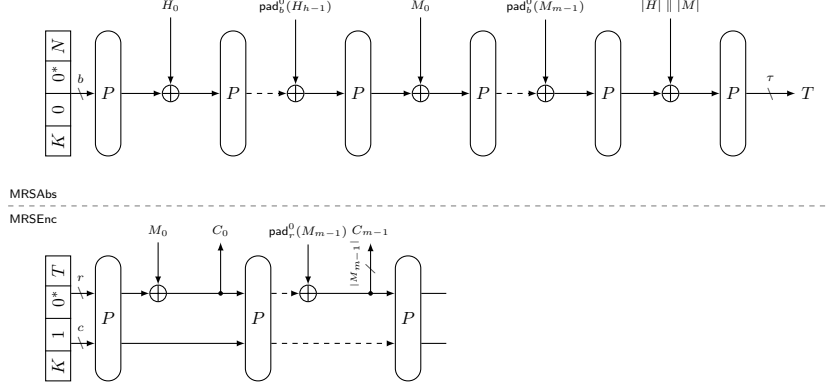 H_0 pad_b^0(H_{h-1}) M_0 pad_b^0(M_{m-1}) |H| ∥ |M|
K 0 0* N b P P P P P P τ T
MRSAbs
MRSEnc
M_0 C_0 pad_r^0(M_{m-1}) C_{m-1}
|M_{m-1}|
K 1 0* T r c P P P